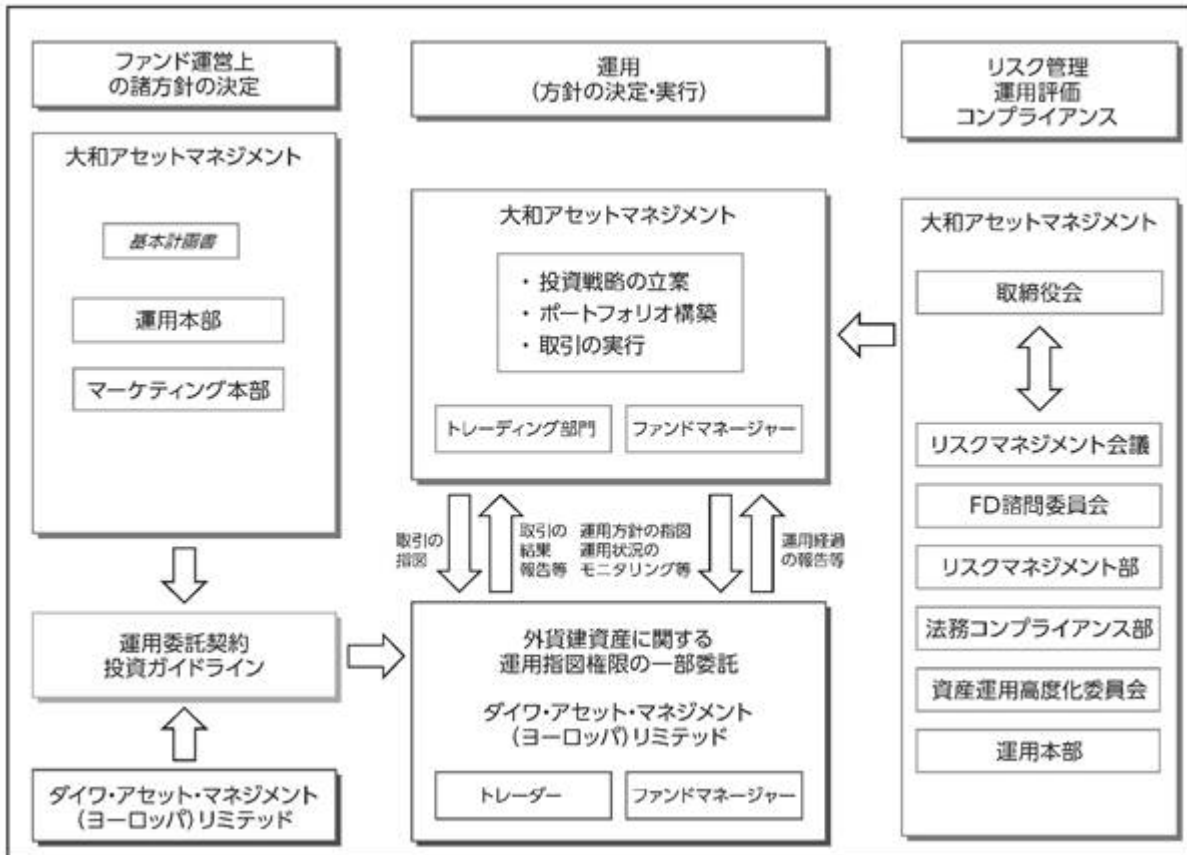 ファンド運営上
の諸方針の決定
大和アセットマネジメント
基本計画書
運用本部
マーケティング本部
運用委託契約
投資ガイドライン
ダイワ・アセット・マネジメント
(ヨーロッパ)リミテッド
運用
(方針の決定・実行)
大和アセットマネジメント
・ 投資戦略の立案
・ ポートフォリオ構築
・ 取引の実行
トレーディング部門
ファンドマネージャー
取引の
指図
取引の
結果
報告等
運用方針の指図
運用状況の
モニタリング等
運用経過
の報告等
外貨建資産に関する
運用指図権限の一部委託
ダイワ・アセット・マネジメント
(ヨーロッパ)リミテッド
トレーダー
ファンドマネージャー
リスク管理
運用評価
コンプライアンス
大和アセットマネジメント
取締役会
リスクマネジメント会議
FD諮問委員会
リスクマネジメント部
法務コンプライアンス部
資産運用高度化委員会
運用本部